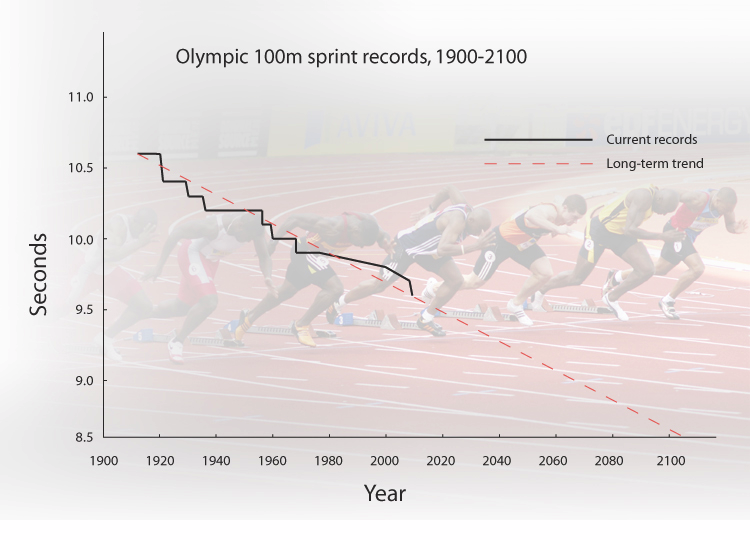 Olympic 100m sprint records, 1900-2100
11.0
10.5
10.0
9.5
9.0
8.5
Seconds
Current records
Long-term trend
AVIVA
1900 1920 1940 1960 1980 2000 2020 2040 2060 2080 2100
Year